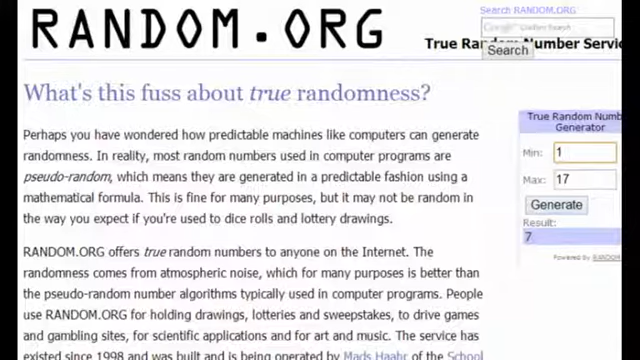 RANDOM.ORG
Search RANDOM.ORG
Search
True Random Number Servic
What's this fuss about true randomness?
Perhaps you have wondered how predictable machines like computers can generate
randomness. In reality, most random numbers used in computer programs are
pseudo-random, which means they are generated in a predictable fashion using a
mathematical formula. This is fine for many purposes, but it may not be random in
the way you expect if you're used to dice rolls and lottery drawings.
RANDOM.ORG offers true random numbers to anyone on the Internet. The
randomness comes from atmospheric noise, which for many purposes is better than
the pseudo-random number algorithms typically used in computer programs. People
use RANDOM.ORG for holding drawings, lotteries and sweepstakes, to drive games
and gambling sites, for scientific applications and for art and music. The service has
existed since 1998 and was built and is being operated by Mads Haahr of the School
True Random Numb
Generator
Min: 1
Max: 17
Generate
Result:
7
Powered by RANDOM